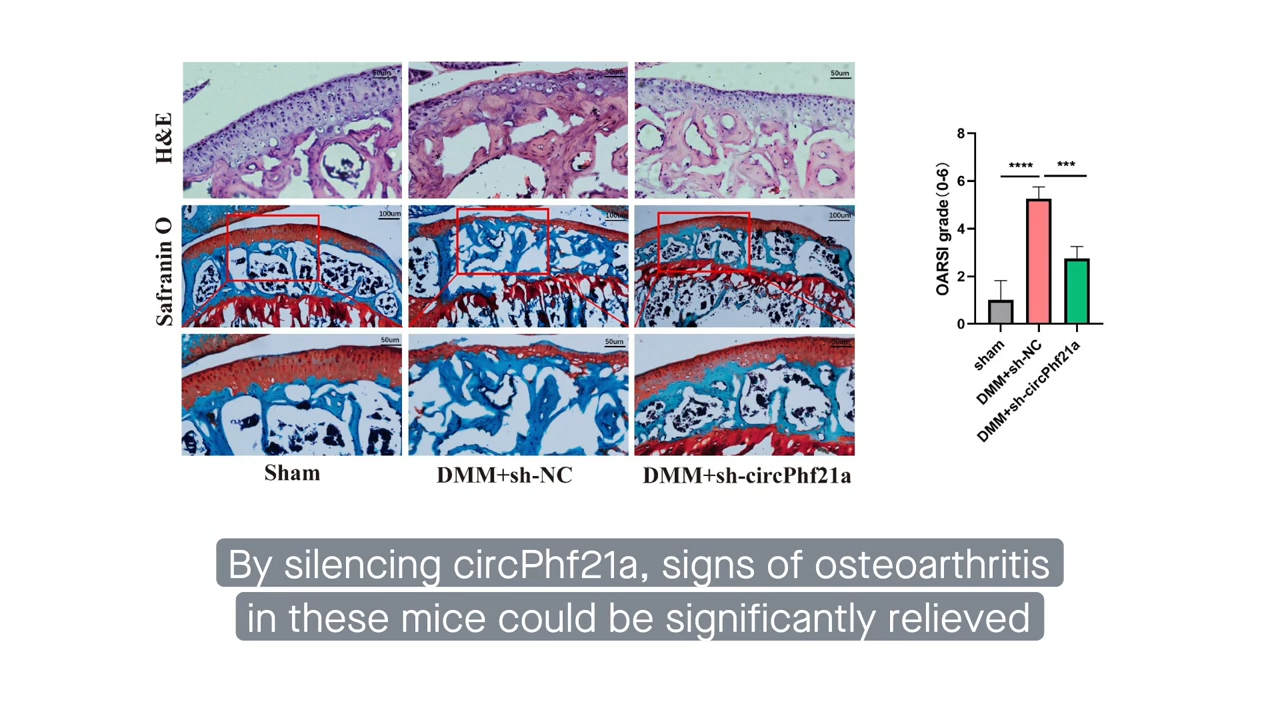 H&E
50um
50um
50um
Safranin O
100um
100um
100um
50um
50um
Sham
DMM+sh-NC
DMM+sh-circPhf21a
OARSI grade (0-6)
8
6
4
2
0
****
***
sham
DMM+sh-NC
DMM+sh-circPhf21a
By silencing circPhf21a, signs of osteoarthritis
in these mice could be significantly relieved